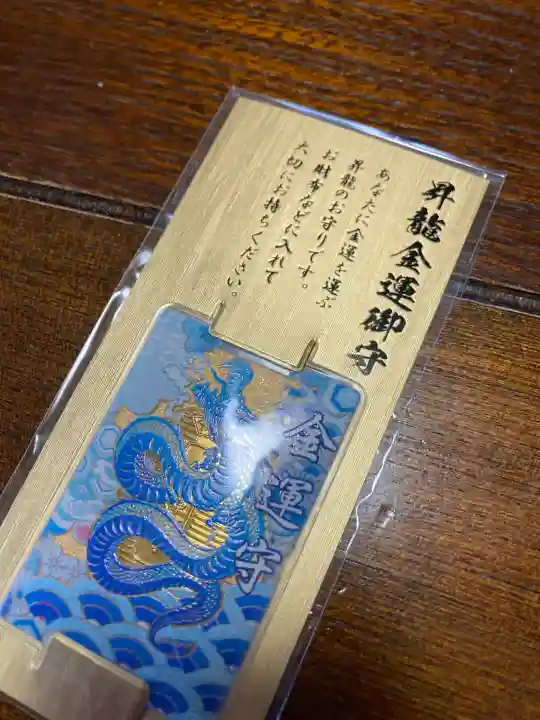 昇龍金運御守
あなたに金運を運ぶ
昇龍のお守りです。
お財布などに入れて
大切にお持ちください。
金運守